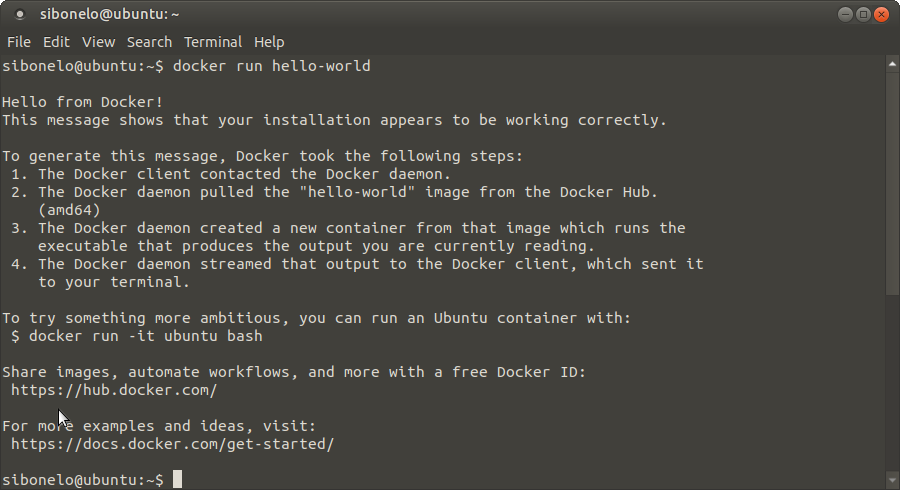 sibonelo@ubuntu: ~
File Edit View Search Terminal Help
sibonelo@ubuntu:~$ docker run hello-world
Hello from Docker!
This message shows that your installation appears to be working correctly.
To generate this message, Docker took the following steps:
1. The Docker client contacted the Docker daemon.
2. The Docker daemon pulled the "hello-world" image from the Docker Hub.
(amd64)
3. The Docker daemon created a new container from that image which runs the
executable that produces the output you are currently reading.
4. The Docker daemon streamed that output to the Docker client, which sent it
to your terminal.
To try something more ambitious, you can run an Ubuntu container with:
$ docker run -it ubuntu bash
Share images, automate workflows, and more with a free Docker ID:
https://hub.docker.com/
For more examples and ideas, visit:
https://docs.docker.com/get-started/
sibonelo@ubuntu:~$